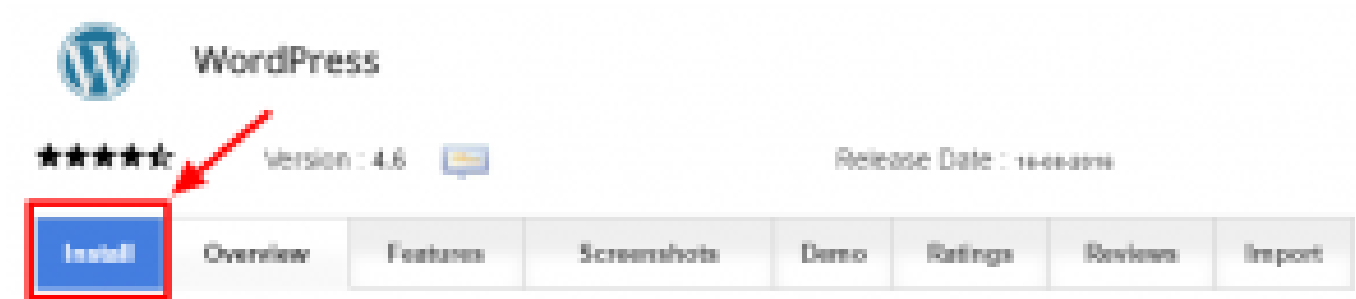 WordPress
Version : 4.6 Release Date :
Install Overview Features Screenshots Demo Ratings Reviews Import